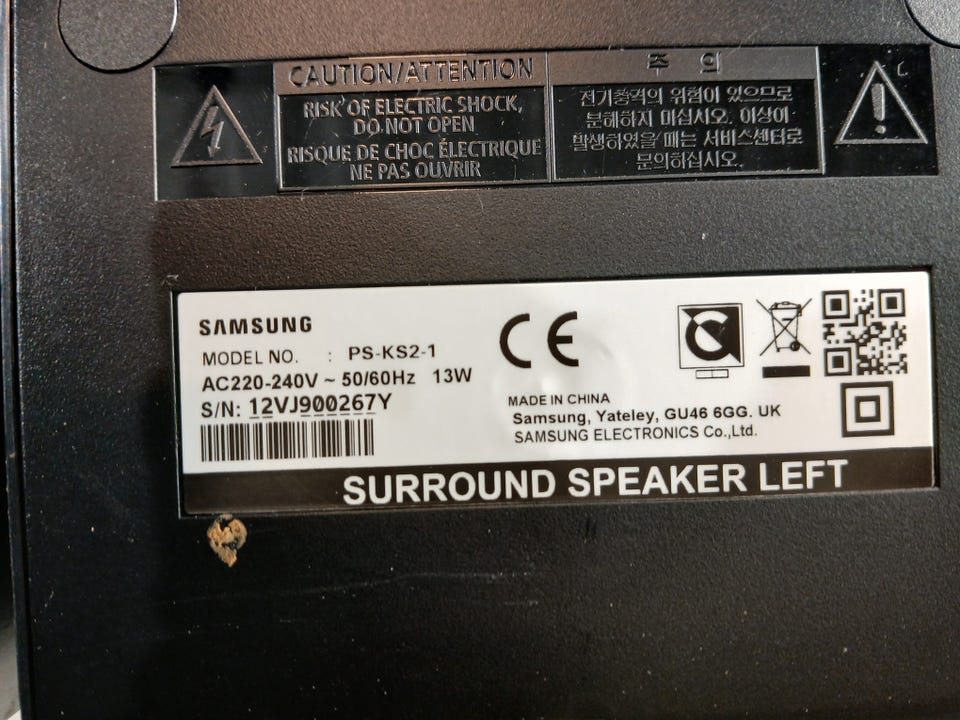 CAUTION/ATTENTION
RISK OF ELECTRIC SHOCK,
DO NOT OPEN
RISQUE DE CHOC ÉLECTRIQUE
NE PAS OUVRIR
주 의
전기충격의 위험이 있으므로
분해하지 마십시오. 이상이
발생하였을 때는 서비스센터로
문의하십시오.
SAMSUNG
MODEL NO. : PS-KS2-1
AC220-240V ~ 50/60Hz 13W
S/N: 12VJ900267Y
CE
MADE IN CHINA
Samsung, Yateley, GU46 6GG. UK
SAMSUNG ELECTRONICS Co.,Ltd.
SURROUND SPEAKER LEFT